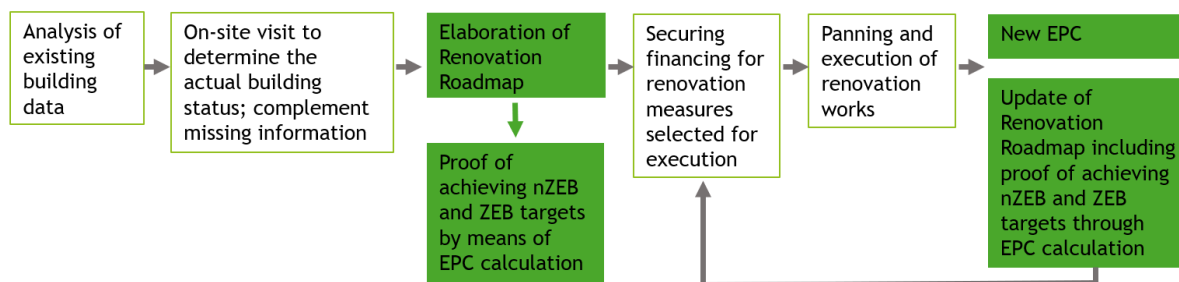 Analysis of
existing
building
data
On-site visit to
determine the
actual building
status; complement
missing information
Elaboration of
Renovation
Roadmap
Proof of
achieving nZEB
and ZEB targets
by means of
EPC calculation
Securing
financing for
renovation
measures
selected for
execution
Panning and
execution of
renovation
works
New EPC
Update of
Renovation
Roadmap including
proof of achieving
nZEB and ZEB
targets through
EPC calculation